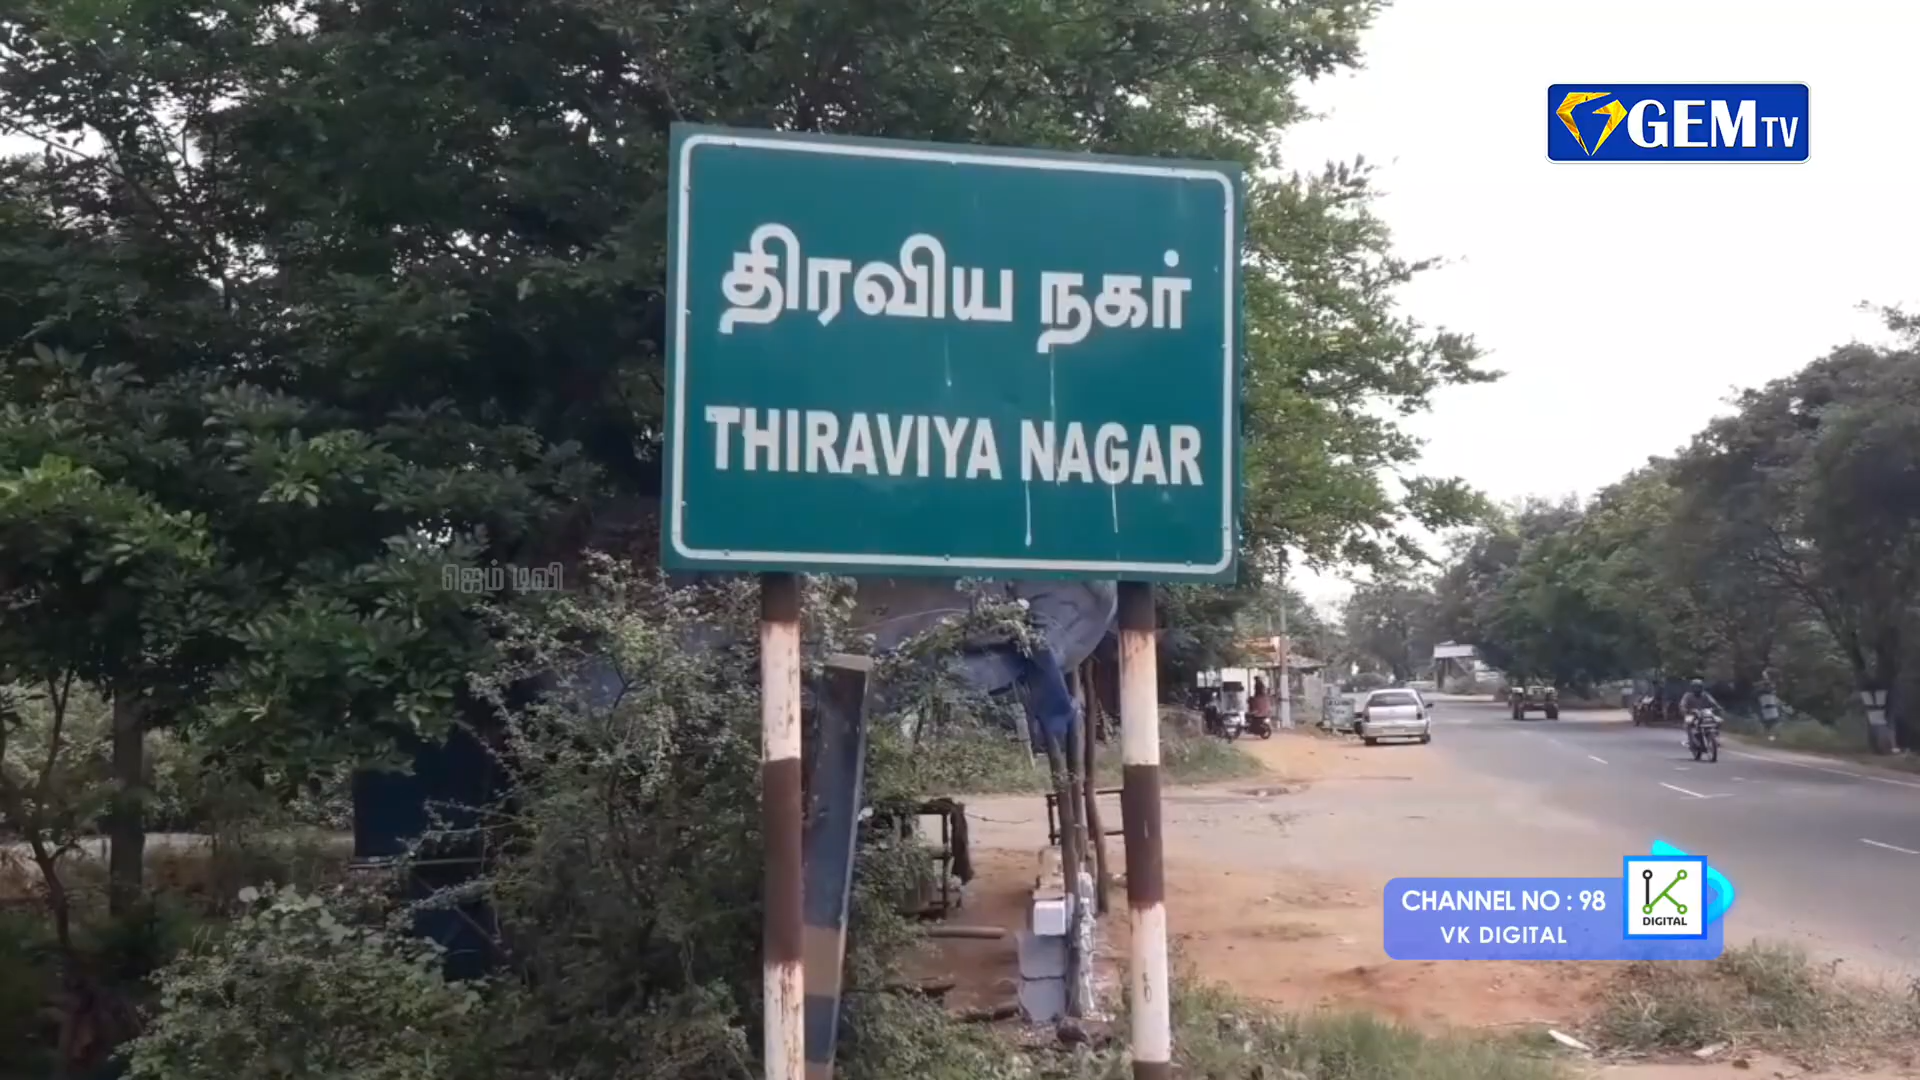 GEM TV
திரவிய நகர்
THIRAVIYA NAGAR
ஜெம் டிவி
CHANNEL NO : 98
VK DIGITAL
K
DIGITAL